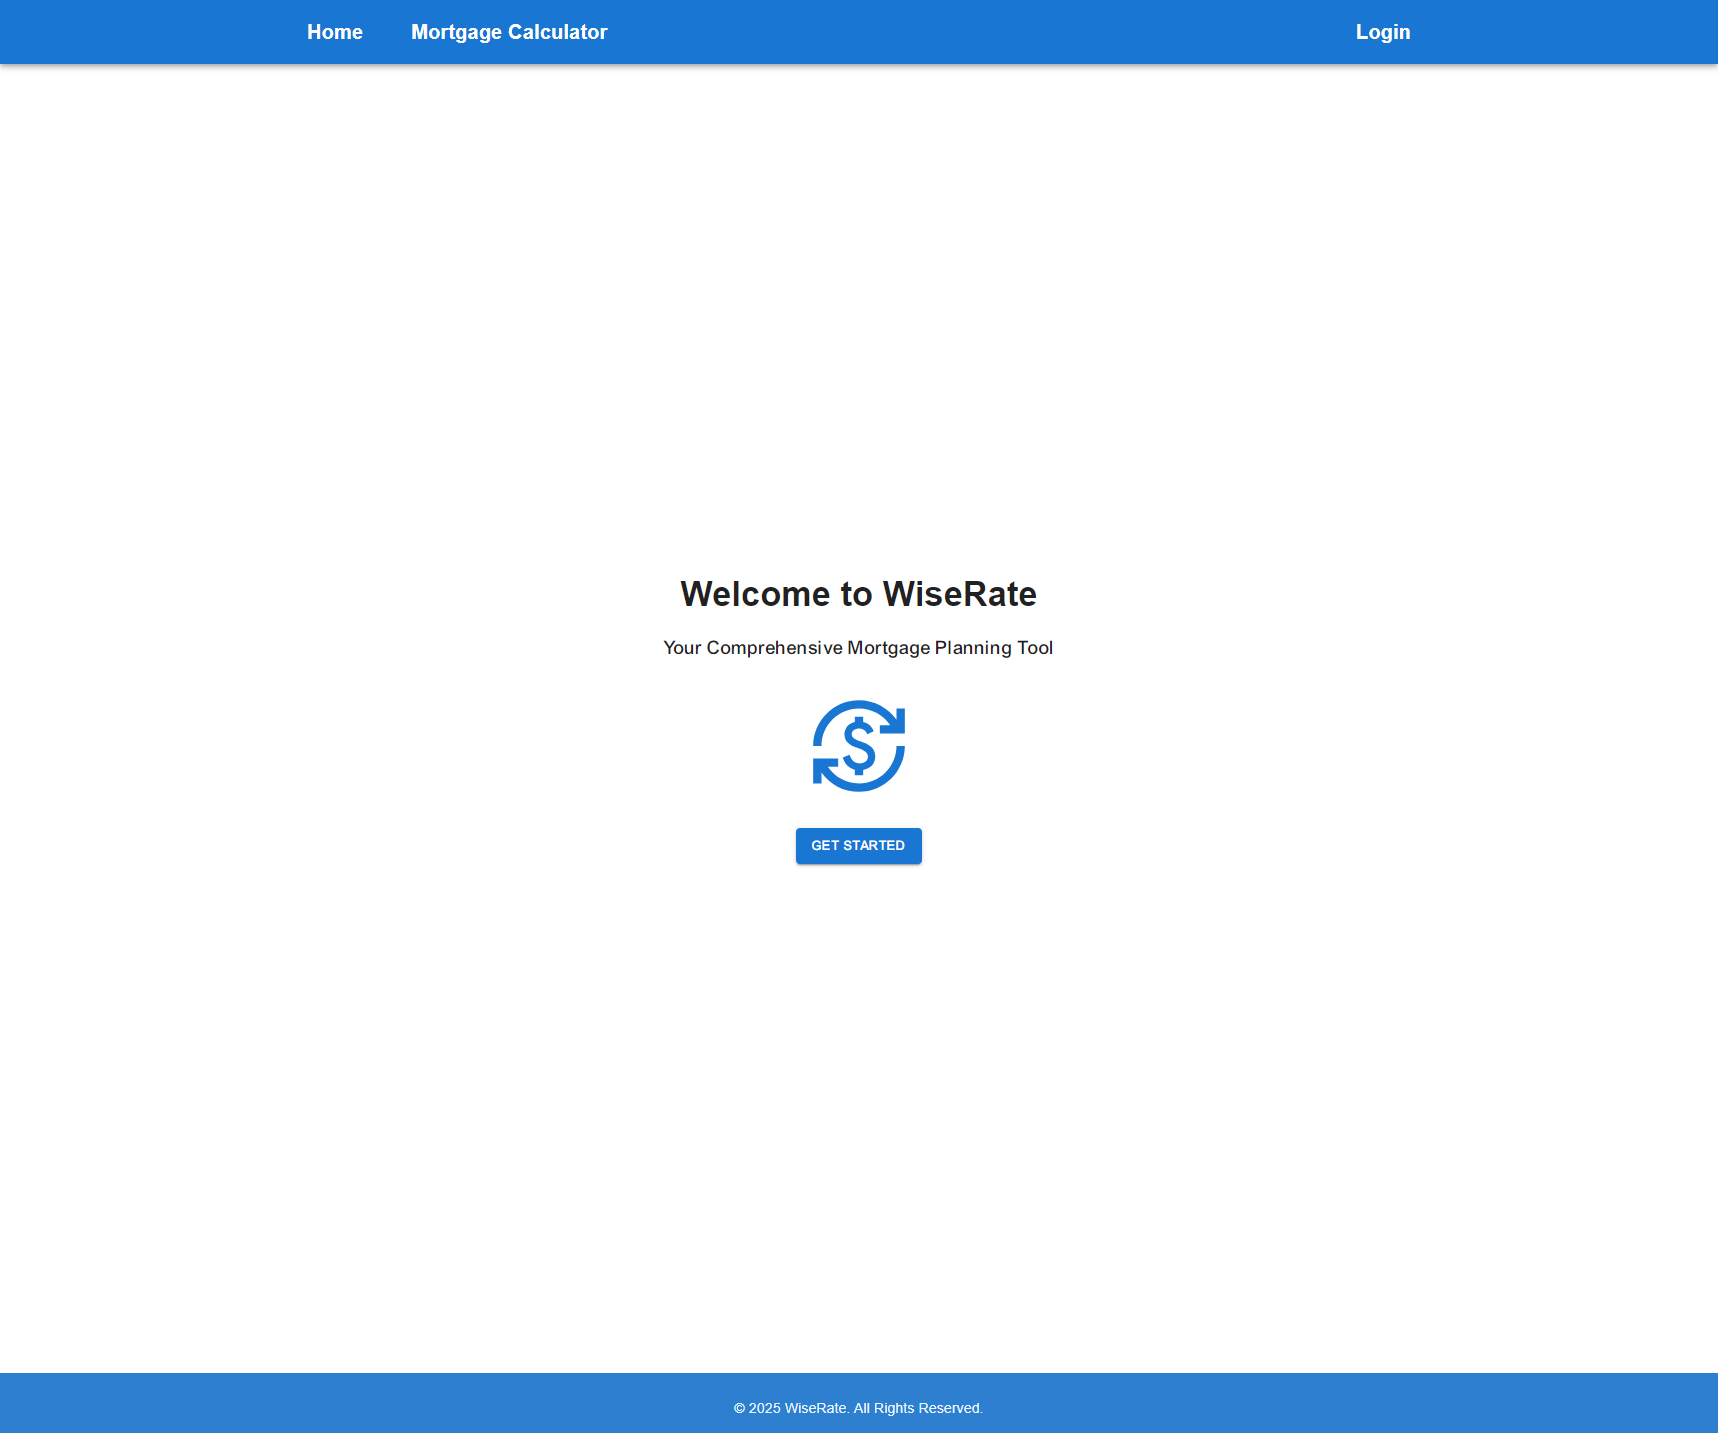 Home Mortgage Calculator Login
Welcome to WiseRate
Your Comprehensive Mortgage Planning Tool
$
GET STARTED
© 2025 WiseRate. All Rights Reserved.